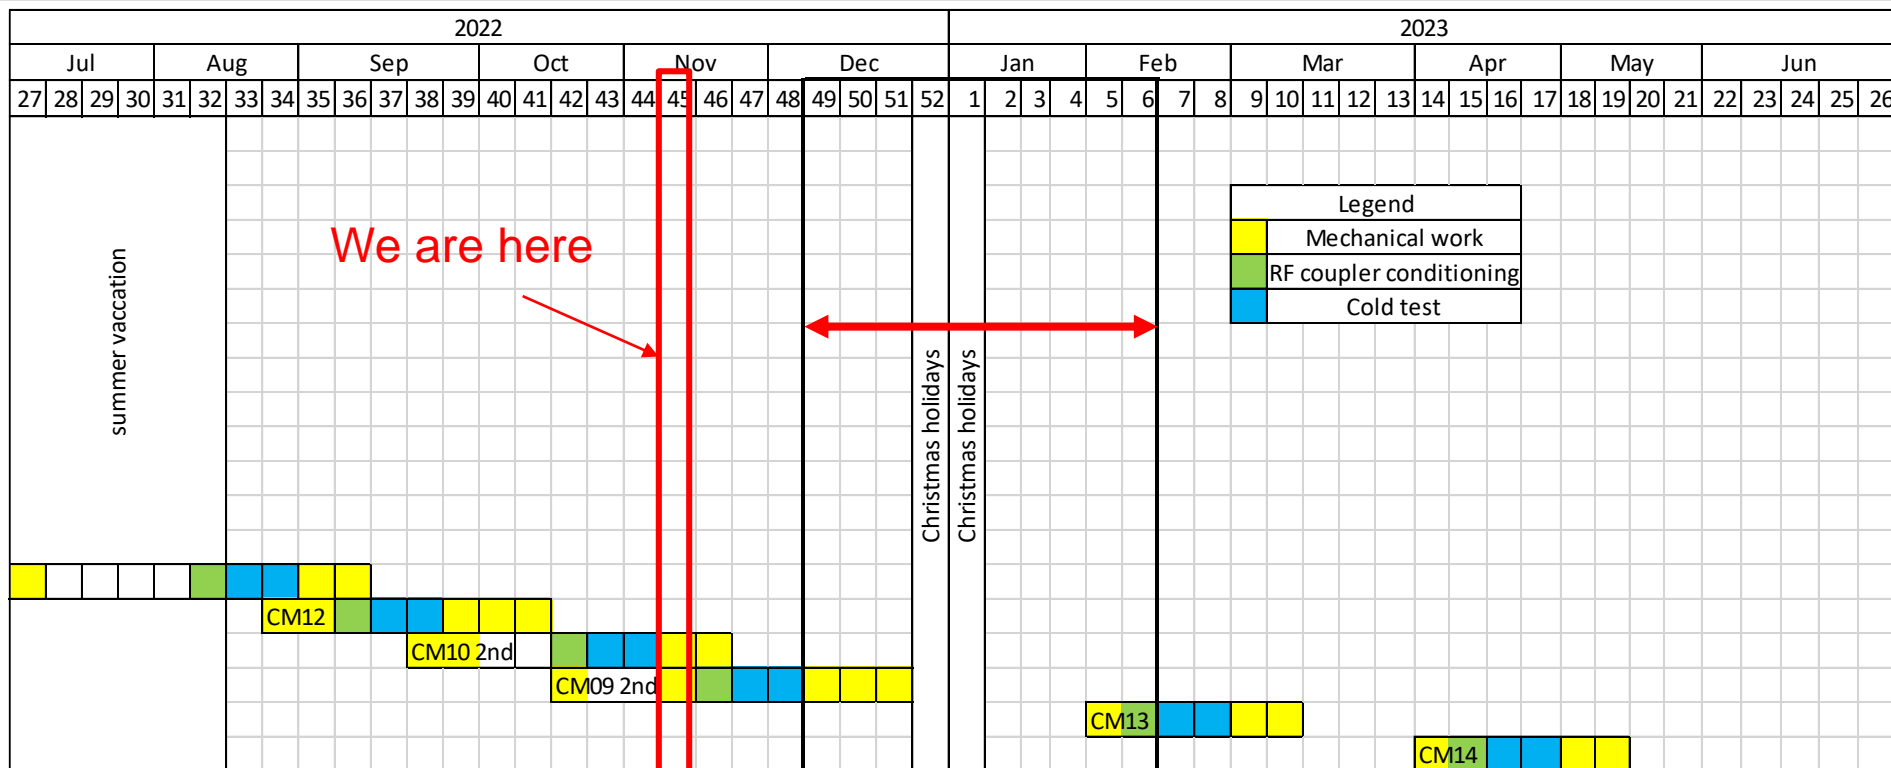 2022 2023
Jul Aug Sep Oct Nov Dec Jan Feb Mar Apr May Jun
27 28 29 30 31 32 33 34 35 36 37 38 39 40 41 42 43 44 45 46 47 48 49 50 51 52 1 2 3 4 5 6 7 8 9 10 11 12 13 14 15 16 17 18 19 20 21 22 23 24 25 26
Legend
We are here
Mechanical work
RF coupler conditioning
Cold test
summer vaccation
Christmas holidays
Christmas holidays
CM12
CM10 2nd
CM09 2nd
CM13
CM14